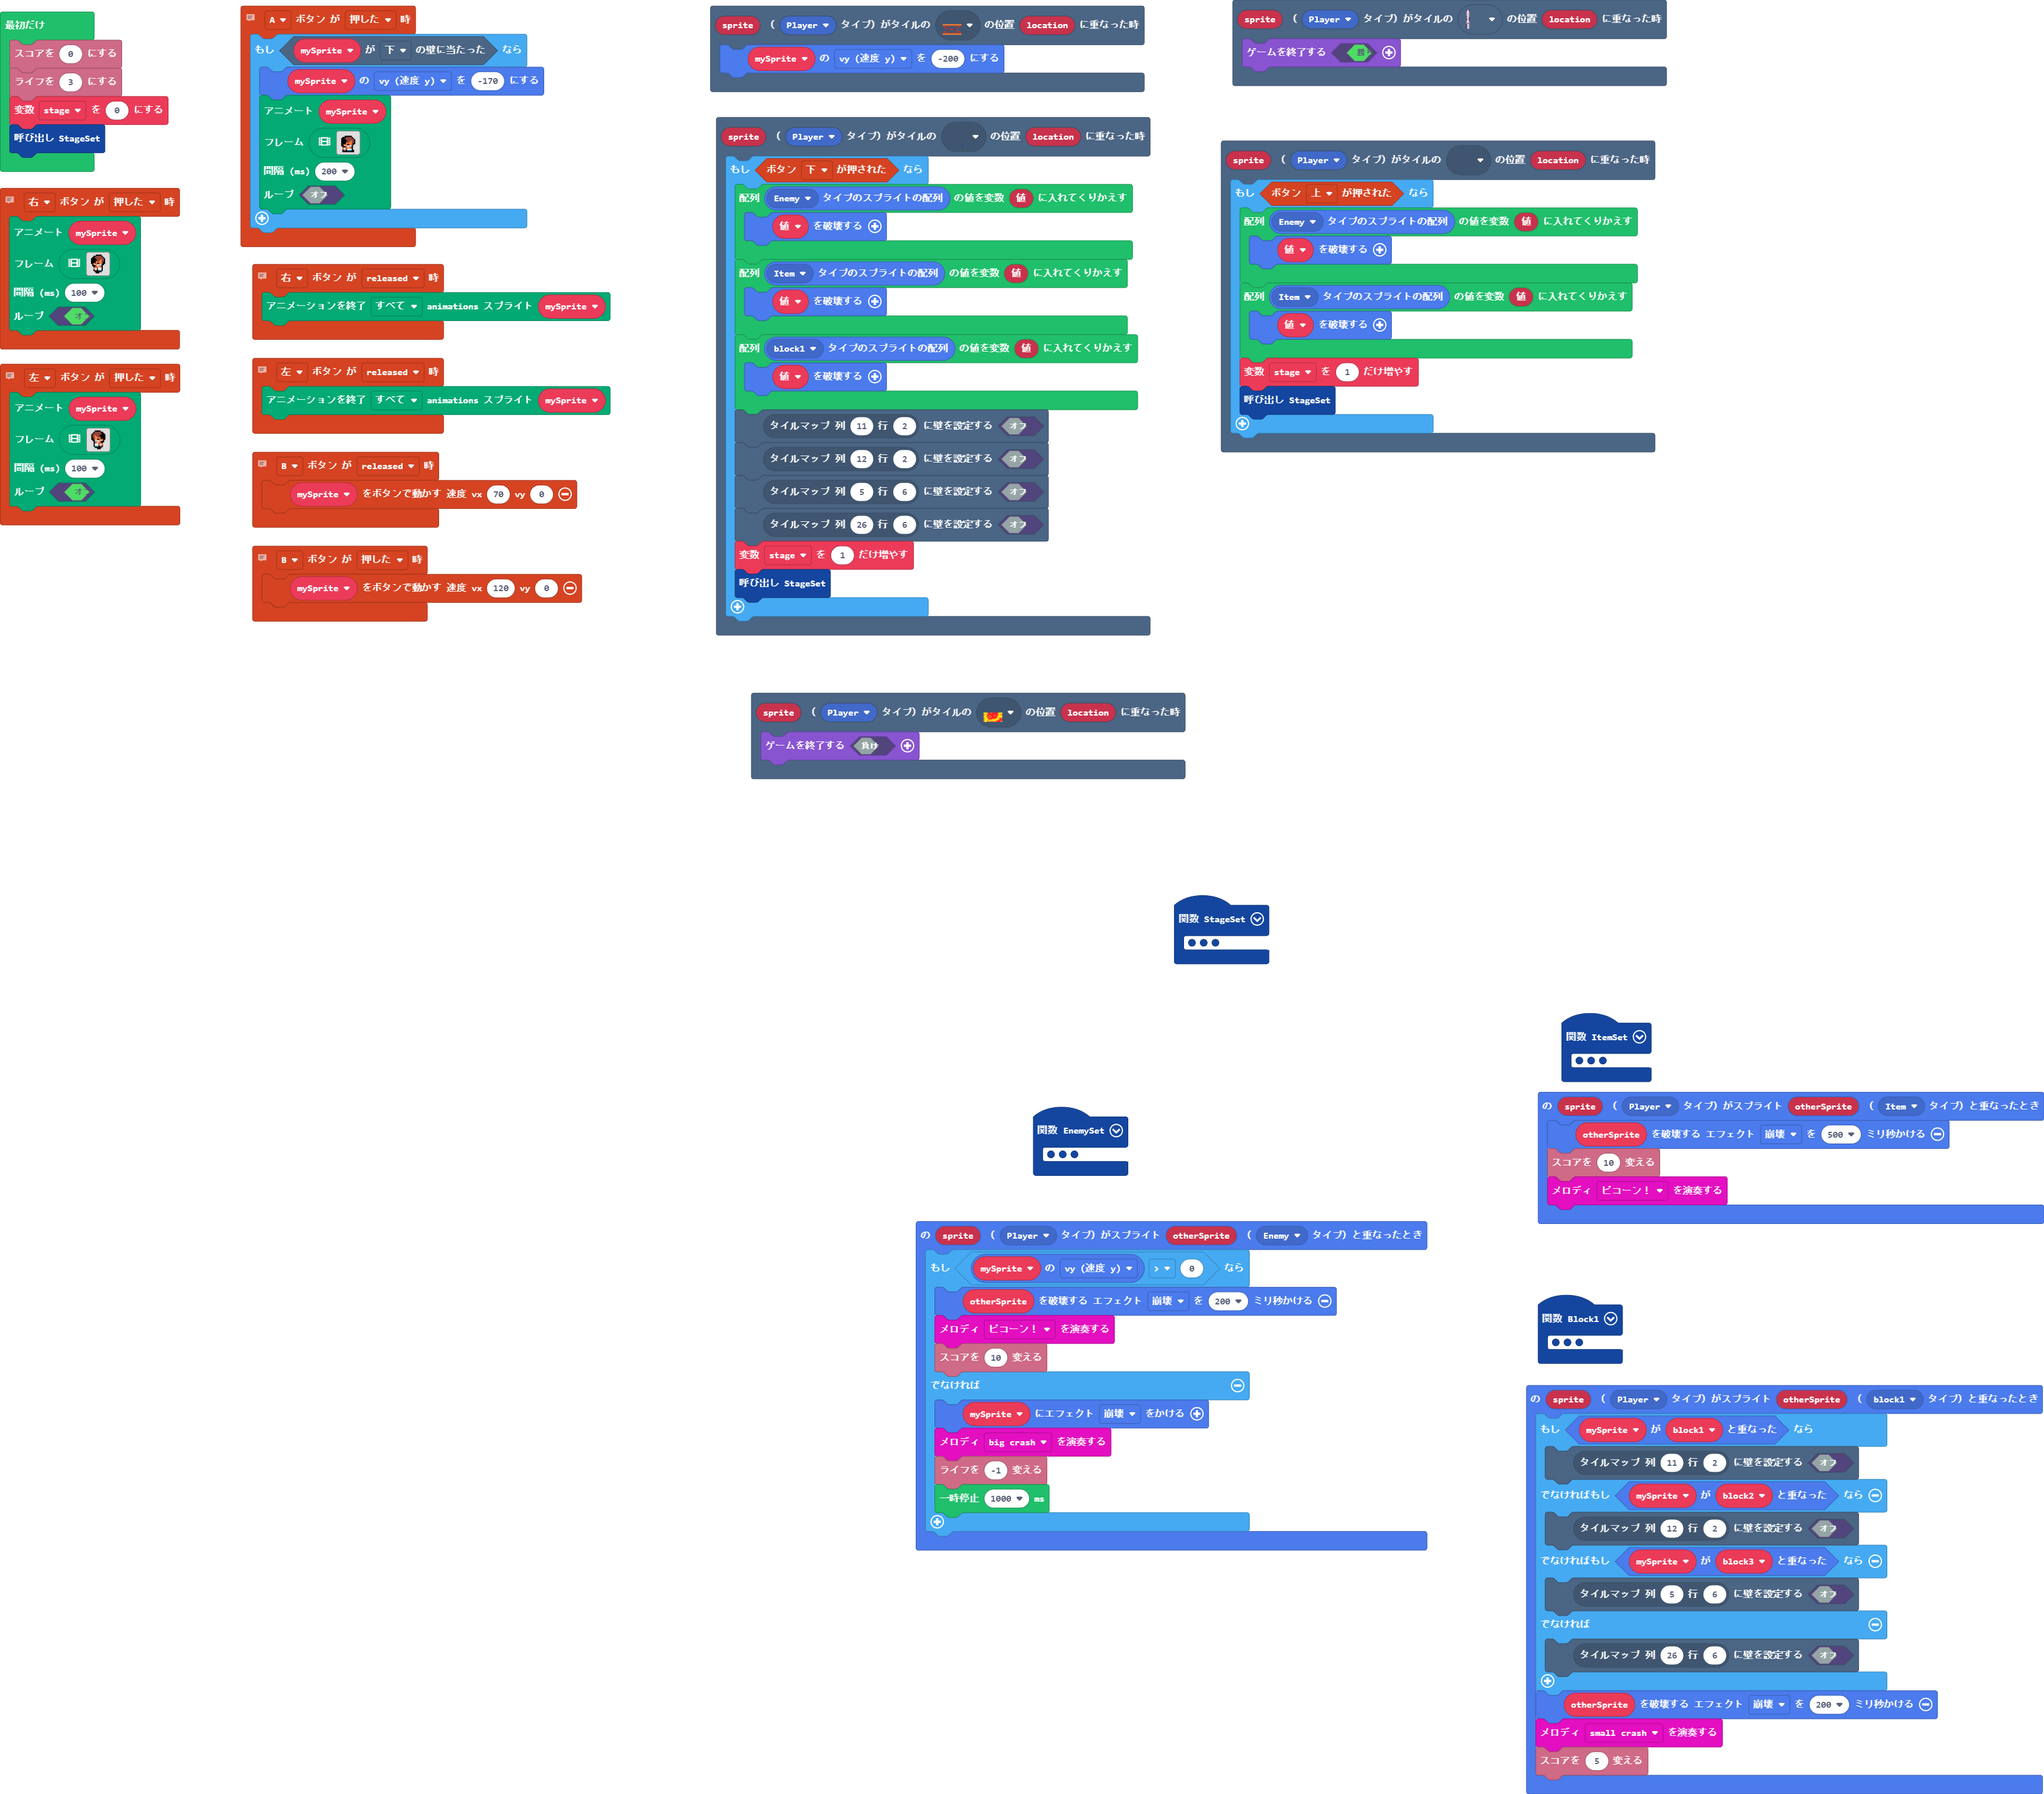 最初だけ
スコアを 0 にする
ライフを 3 にする
変数 stage を 0 にする
呼び出し StageSet
右 ボタン が 押した 時
アニメート mySprite
フレーム
間隔 (ms) 100
ループ オ
左 ボタン が 押した 時
アニメート mySprite
フレーム
間隔 (ms) 100
ループ オ
A ボタン が 押した 時
もし mySprite が 下 の壁に当たった なら
mySprite の vy (速度 y) を -170 にする
アニメート mySprite
フレーム
間隔 (ms) 200
ループ オフ
右 ボタン が released 時
アニメーションを終了 すべて animations スプライト mySprite
左 ボタン が released 時
アニメーションを終了 すべて animations スプライト mySprite
B ボタン が released 時
mySprite をボタンで動かす 速度 vx 70 vy 0
B ボタン が 押した 時
mySprite をボタンで動かす 速度 vx 120 vy 0
sprite ( Player タイプ) がタイルの の位置 location に重なった時
mySprite の vy (速度 y) を -200 にする
sprite ( Player タイプ) がタイルの の位置 location に重なった時
もし ボタン 下 が押された なら
配列 Enemy タイプのスプライトの配列 の値を変数 値 に入れてくりかえす
値 を破壊する
配列 Item タイプのスプライトの配列 の値を変数 値 に入れてくりかえす
値 を破壊する
配列 block1 タイプのスプライトの配列 の値を変数 値 に入れてくりかえす
値 を破壊する
タイルマップ 列 11 行 2 に壁を設定する オフ
タイルマップ 列 12 行 2 に壁を設定する オフ
タイルマップ 列 5 行 6 に壁を設定する オフ
タイルマップ 列 26 行 6 に壁を設定する オフ
変数 stage を 1 だけ増やす
呼び出し StageSet
sprite ( Player タイプ) がタイルの の位置 location に重なった時
ゲームを終了する 負け
sprite ( Player タイプ) がタイルの の位置 location に重なった時
ゲームを終了する 勝
sprite ( Player タイプ) がタイルの の位置 location に重なった時
もし ボタン 上 が押された なら
配列 Enemy タイプのスプライトの配列 の値を変数 値 に入れてくりかえす
値 を破壊する
配列 Item タイプのスプライトの配列 の値を変数 値 に入れてくりかえす
値 を破壊する
変数 stage を 1 だけ増やす
呼び出し StageSet
関数 StageSet
関数 EnemySet
の sprite ( Player タイプ) がスプライト otherSprite ( Enemy タイプ) と重なったとき
もし mySprite の vy (速度 y) > 0 なら
otherSprite を破壊する エフェクト 崩壊 を 200 ミリ秒かける
メロディ ピコーン! を演奏する
スコアを 10 変える
でなければ
mySprite にエフェクト 崩壊 をかける
メロディ big crash を演奏する
ライフを -1 変える
一時停止 1000 ms
関数 ItemSet
の sprite ( Player タイプ) がスプライト otherSprite ( Item タイプ) と重なったとき
otherSprite を破壊する エフェクト 崩壊 を 500 ミリ秒かける
スコアを 10 変える
メロディ ピコーン! を演奏する
関数 Block1
の sprite ( Player タイプ) がスプライト otherSprite ( block1 タイプ) と重なったとき
もし mySprite が block1 と重なった なら
タイルマップ 列 11 行 2 に壁を設定する オフ
でなければもし mySprite が block2 と重なった なら
タイルマップ 列 12 行 2 に壁を設定する オフ
でなければもし mySprite が block3 と重なった なら
タイルマップ 列 5 行 6 に壁を設定する オフ
でなければ
タイルマップ 列 26 行 6 に壁を設定する オフ
otherSprite を破壊する エフェクト 崩壊 を 200 ミリ秒かける
メロディ small crash を演奏する
スコアを 5 変える